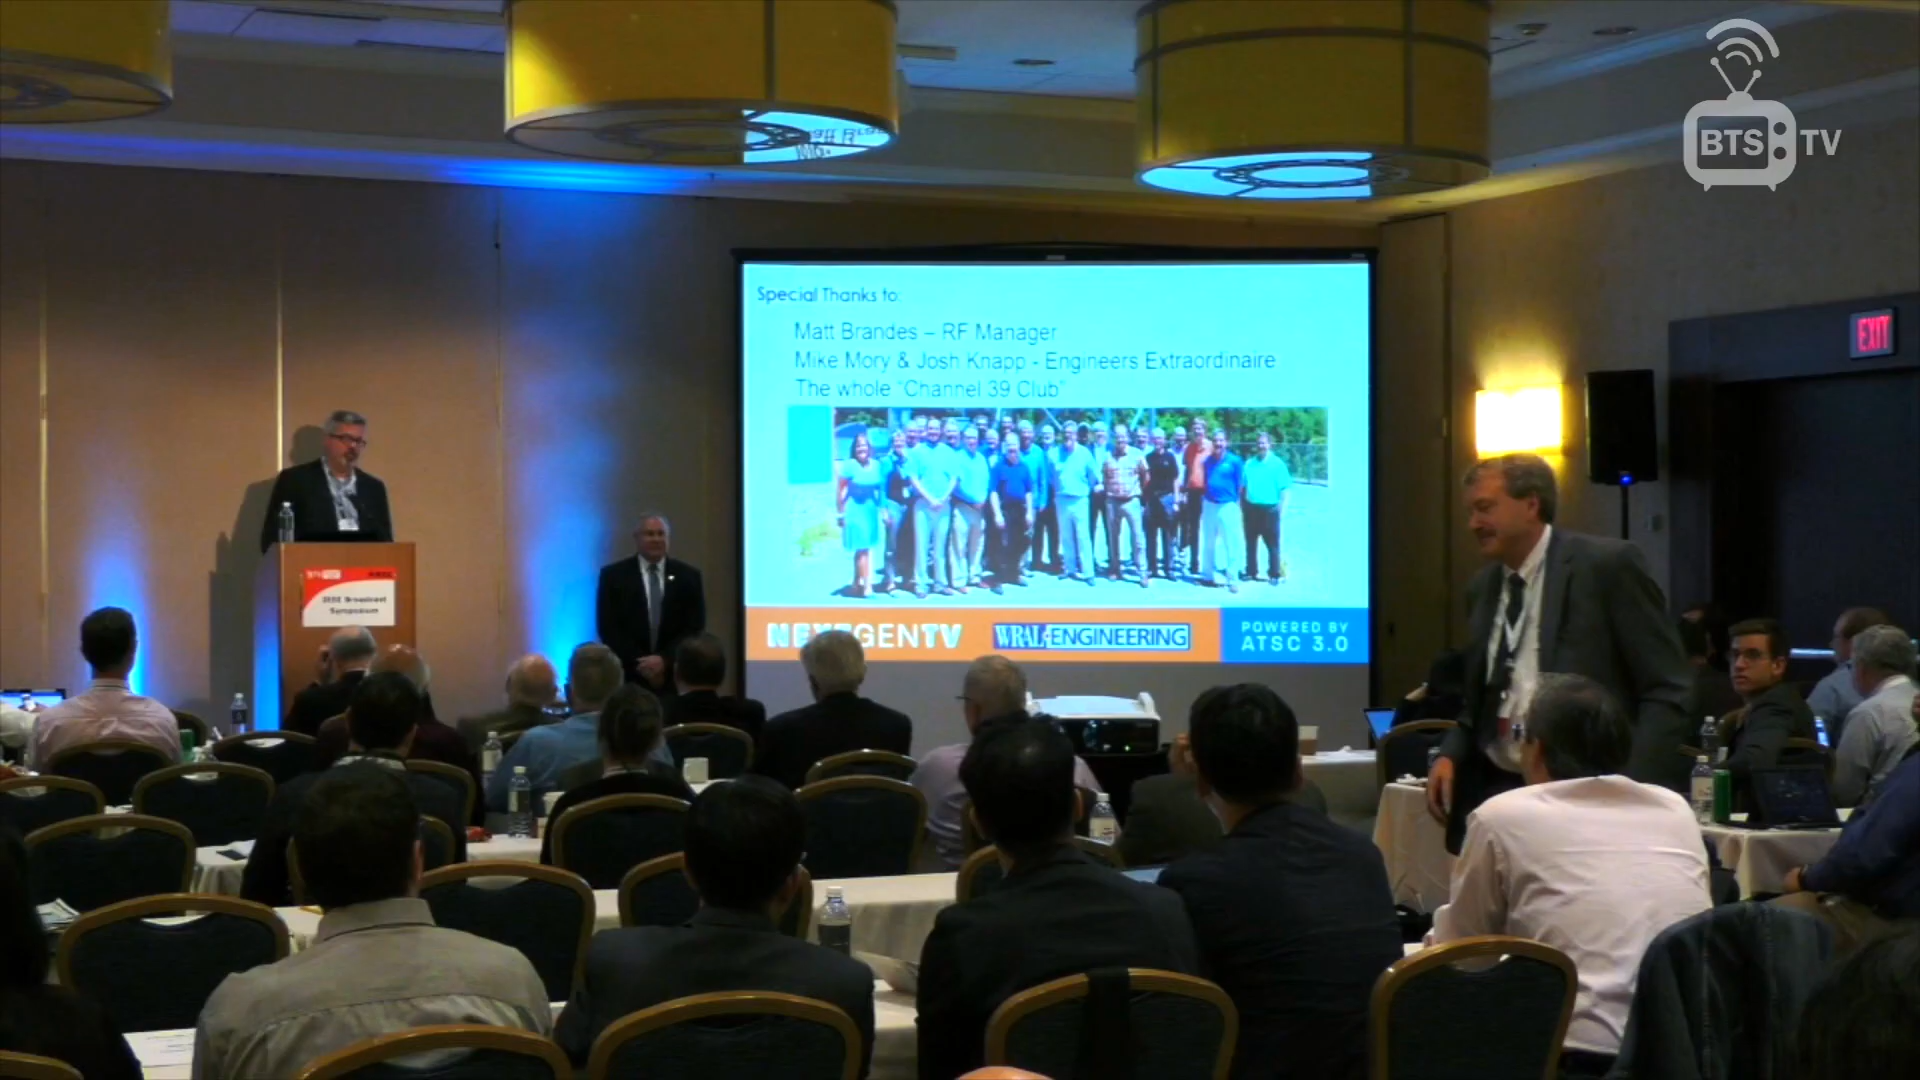 BTS TV
EXIT
Special Thanks to:
Matt Brandes – RF Manager
Mike Mory & Josh Knapp - Engineers Extraordinaire
The whole "Channel 39 Club"
NEXTGENTV
WRAL ENGINEERING
POWERED BY
ATSC 3.0
IEEE Broadcast
Symposium